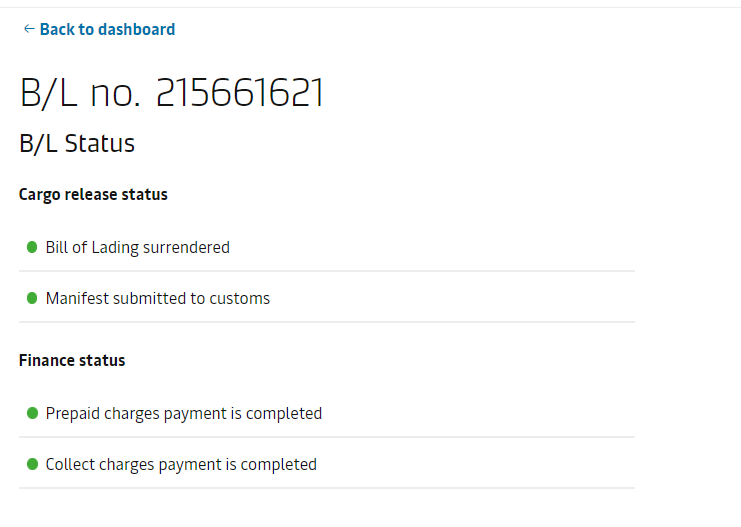 ← Back to dashboard
B/L no. 215661621
B/L Status
Cargo release status
Bill of Lading surrendered
Manifest submitted to customs
Finance status
Prepaid charges payment is completed
Collect charges payment is completed